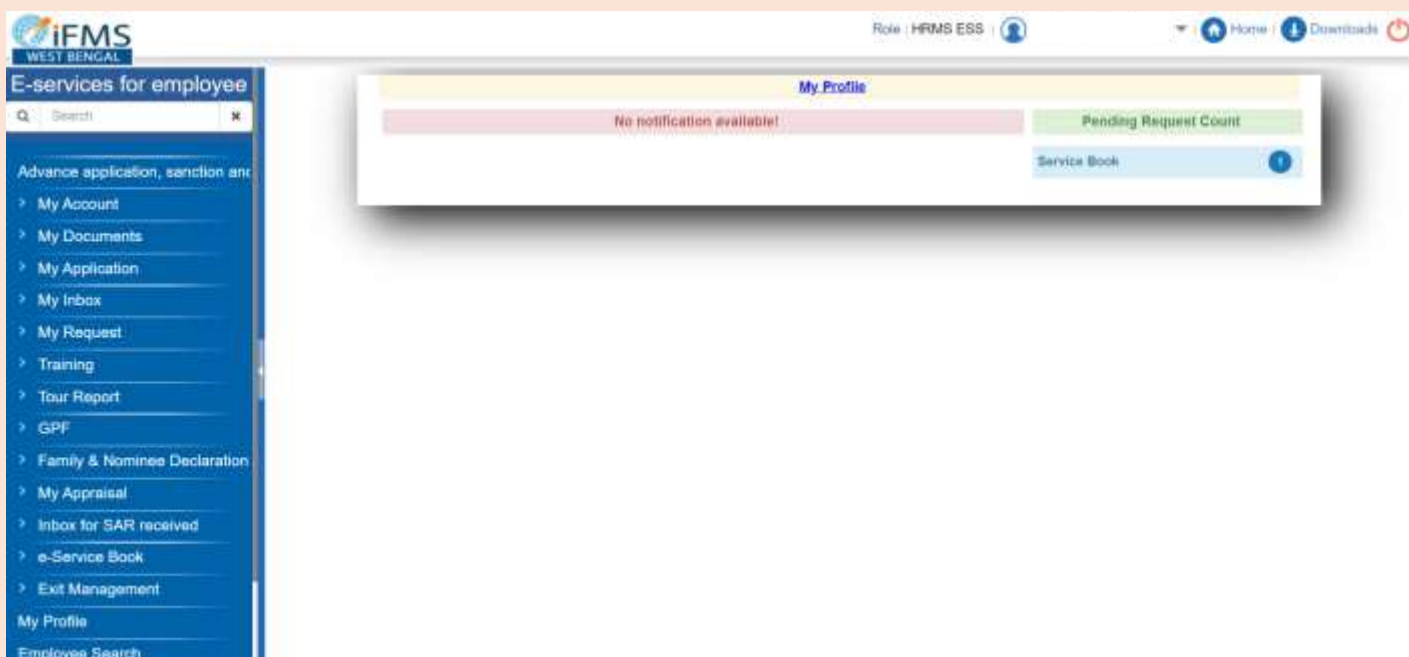 iFMS
WEST BENGAL
Role : HRMS ESS
Home
Downloads
E-services for employee
Search
Advance application, sanction and
My Account
My Documents
My Application
My Inbox
My Request
Training
Tour Report
GPF
Family & Nominee Declaration
My Appraisal
Inbox for SAR received
e-Service Book
Exit Management
My Profile
Employee Search
My Profile
No notification available!
Pending Request Count
Service Book
1